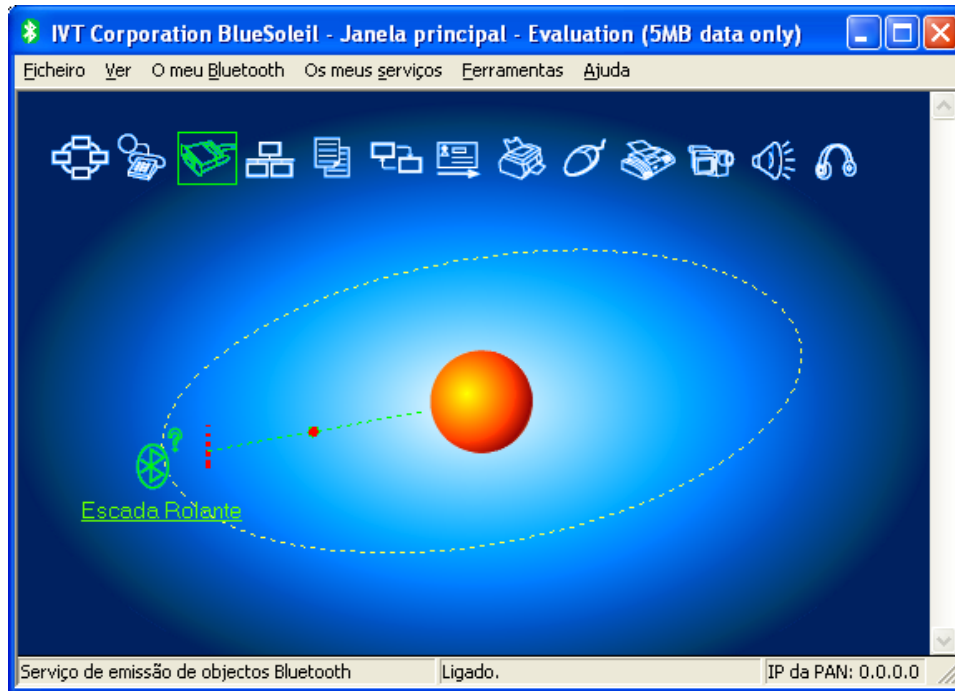 IVT Corporation BlueSoleil - Janela principal - Evaluation (5MB data only)
Ficheiro Ver O meu Bluetooth Os meus serviços Ferramentas Ajuda
?
Escada Rolante
Serviço de emissão de objectos Bluetooth Ligado. IP da PAN: 0.0.0.0